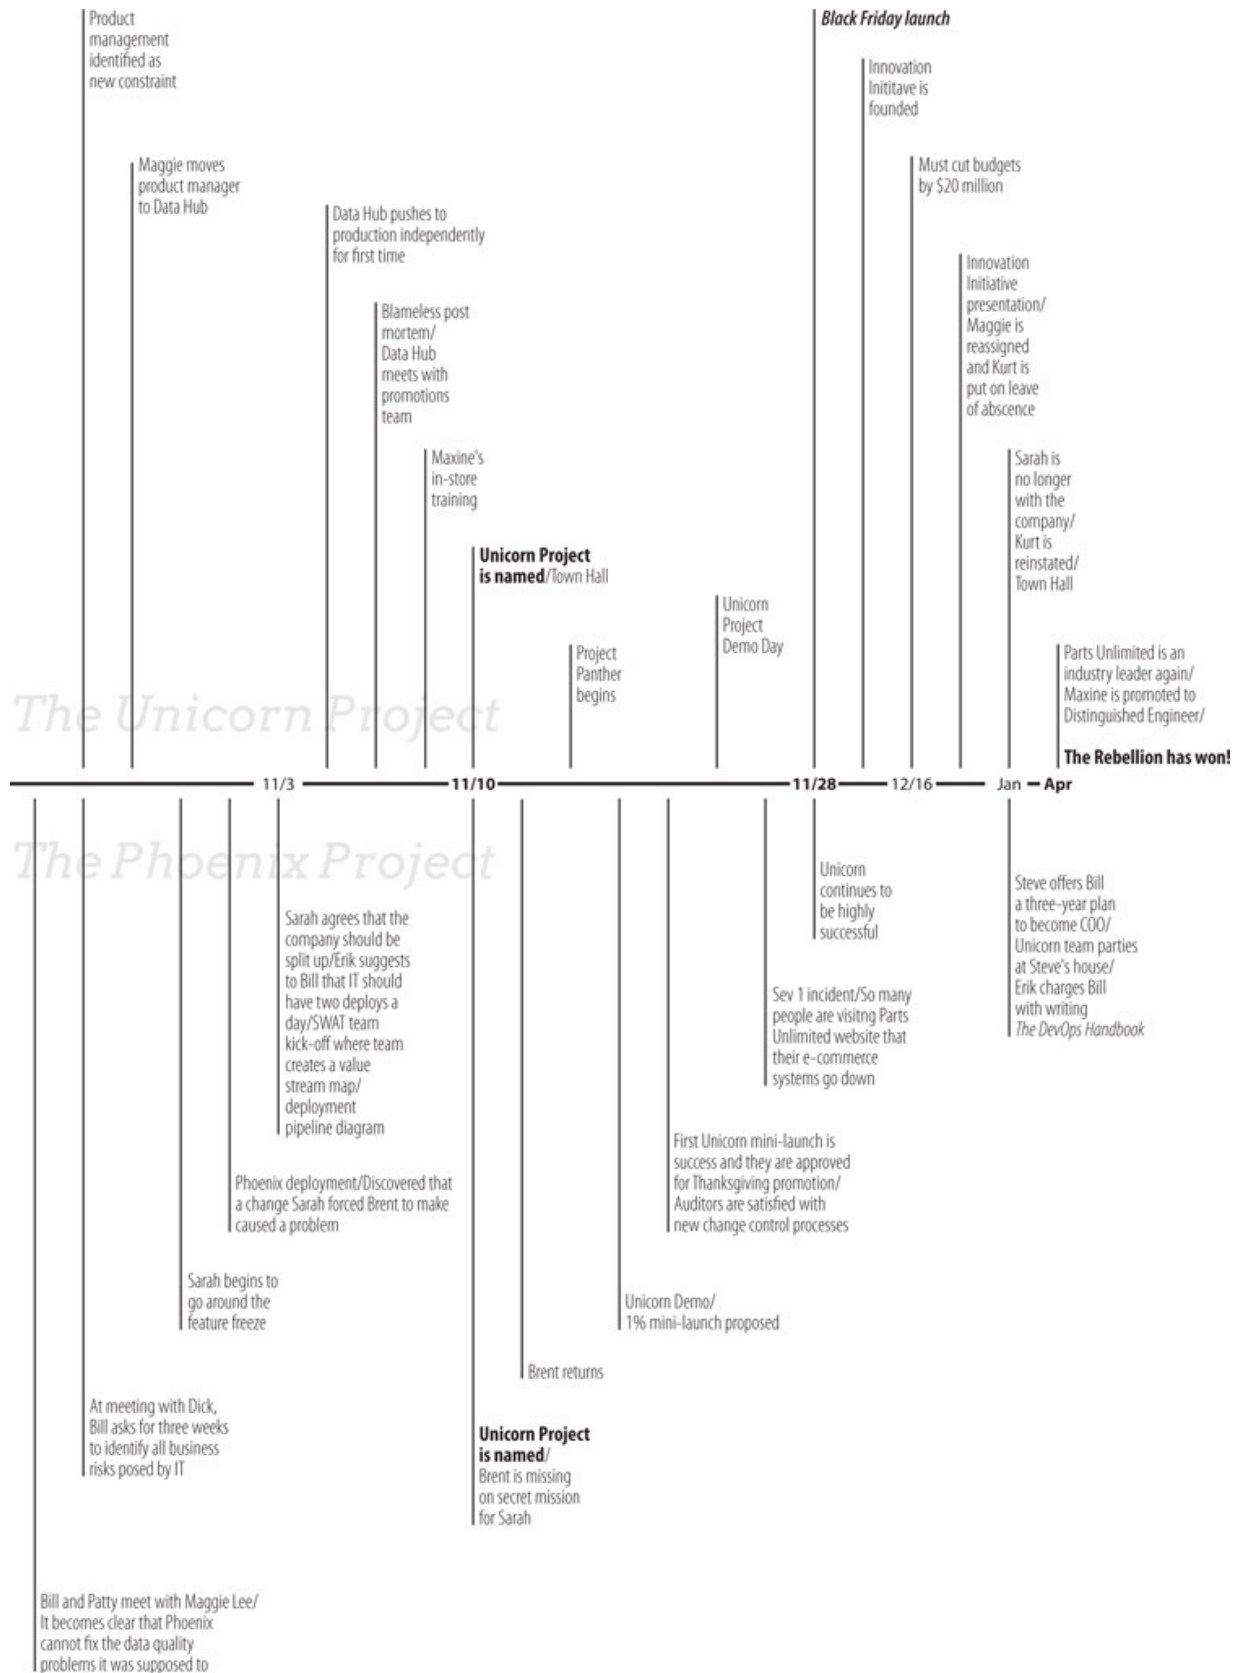 Product
management
identified as
new constraint
Maggie moves
product manager
to Data Hub
Data Hub pushes to
production independently
for first time
Blameless post
mortem/
Data Hub
meets with
promotions
team
Maxine's
in-store
training
Unicorn Project
is named/Town Hall
Project
Panther
begins
Unicorn
Project
Demo Day
Black Friday launch
Innovation
Inititave is
founded
Must cut budgets
by $20 million
Innovation
Initiative
presentation/
Maggie is
reassigned
and Kurt is
put on leave
of abscence
Sarah is
no longer
with the
company/
Kurt is
reinstated/
Town Hall
Parts Unlimited is an
industry leader again/
Maxine is promoted to
Distinguished Engineer/
The Rebellion has won!
The Unicorn Project
11/3
11/10
11/28
12/16
Jan
Apr
The Phoenix Project
Bill and Patty meet with Maggie Lee/
It becomes clear that Phoenix
cannot fix the data quality
problems it was supposed to
At meeting with Dick,
Bill asks for three weeks
to identify all business
risks posed by IT
Sarah begins to
go around the
feature freeze
Phoenix deployment/Discovered that
a change Sarah forced Brent to make
caused a problem
Sarah agrees that the
company should be
split up/Erik suggests
to Bill that IT should
have two deploys a
day/SWAT team
kick-off where team
creates a value
stream map/
deployment
pipeline diagram
Unicorn Project
is named/
Brent is missing
on secret mission
for Sarah
Brent returns
Unicorn Demo/
1% mini-launch proposed
First Unicorn mini-launch is
success and they are approved
for Thanksgiving promotion/
Auditors are satisfied with
new change control processes
Sev 1 incident/So many
people are visitng Parts
Unlimited website that
their e-commerce
systems go down
Unicorn
continues to
be highly
successful
Steve offers Bill
a three-year plan
to become COO/
Unicorn team parties
at Steve's house/
Erik charges Bill
with writing
The DevOps Handbook